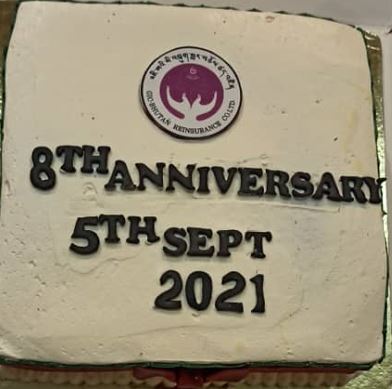 GIC-BHUTAN REINSURANCE CO.LTD
8TH ANNIVERSARY
5TH SEPT
2021